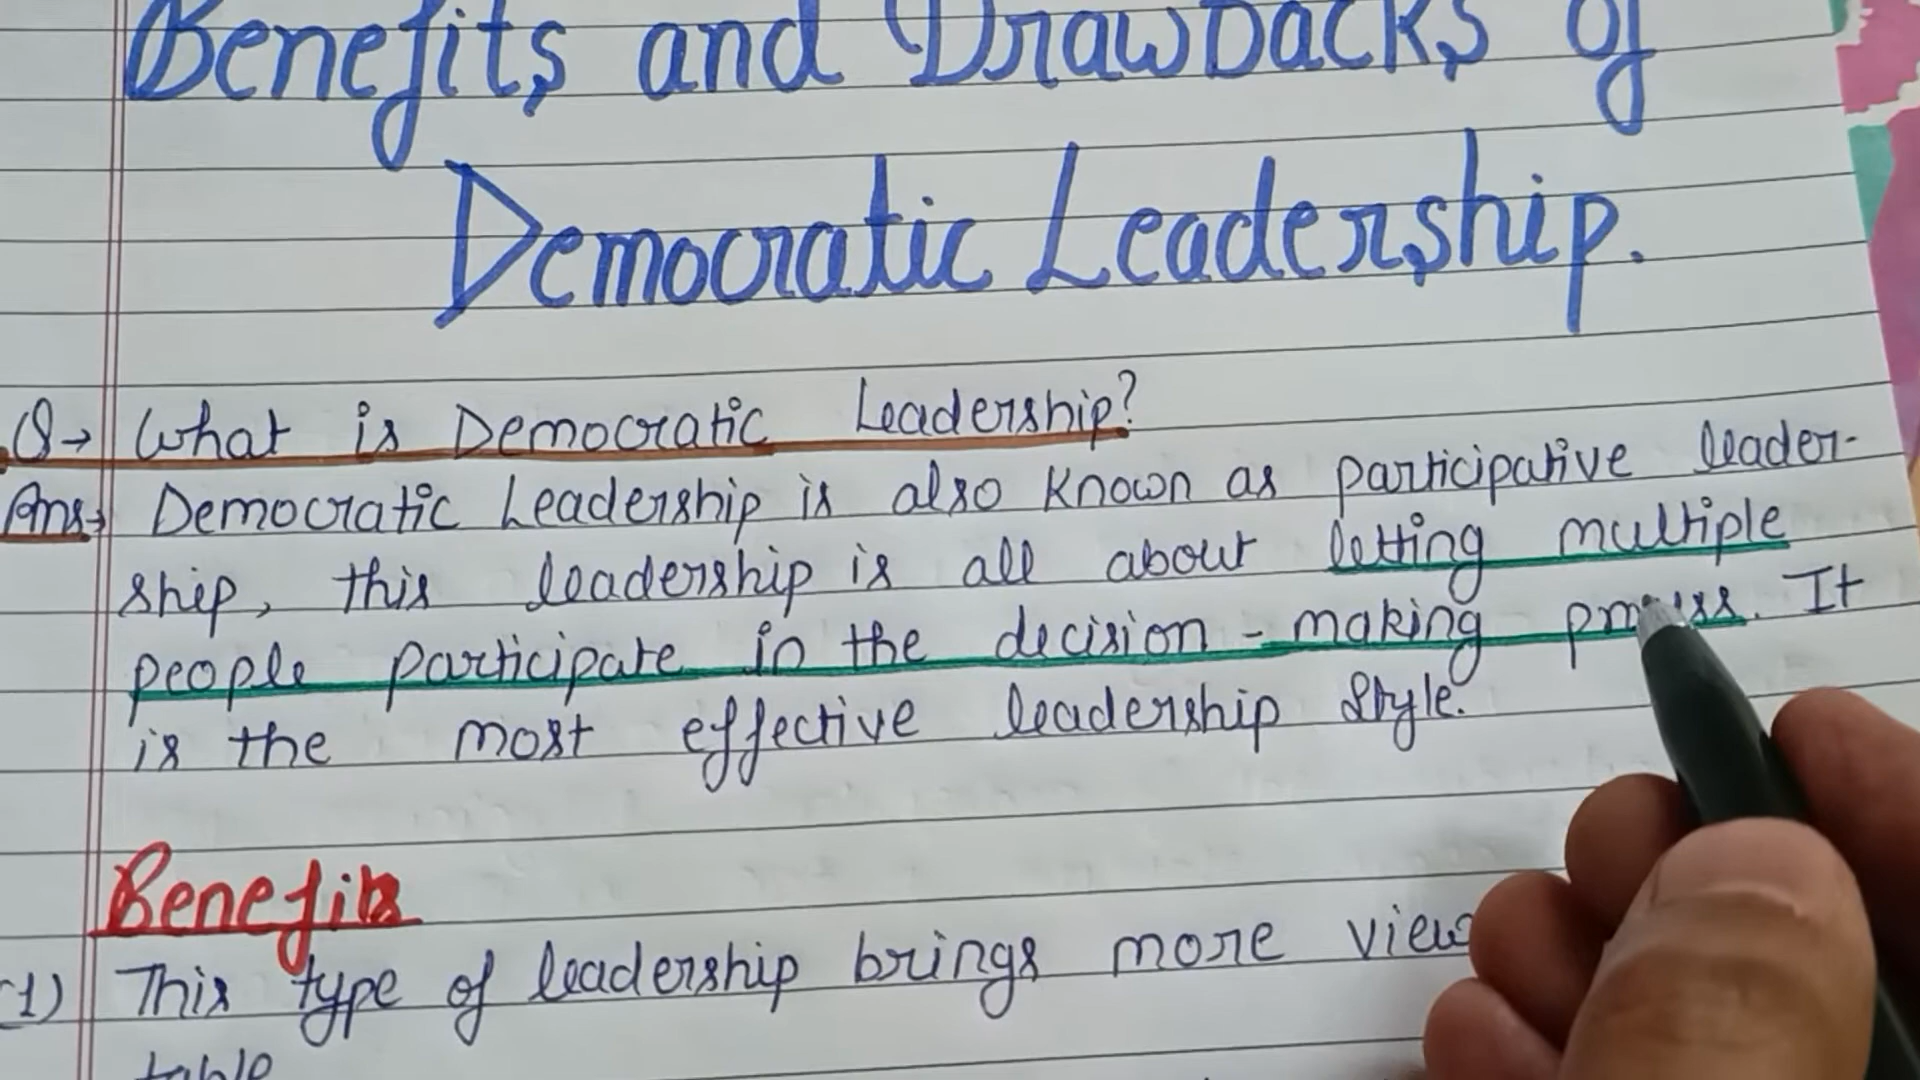 Benefits and Drawbacks of
Democratic Leadership.
Q→ What is Democratic Leadership?
Ans→ Democratic Leadership is also known as participative leader-
ship, this leadership is all about letting multiple
people participate in the decision - making process. It
is the most effective leadership style.
Benefits
1) This type of leadership brings more view
table